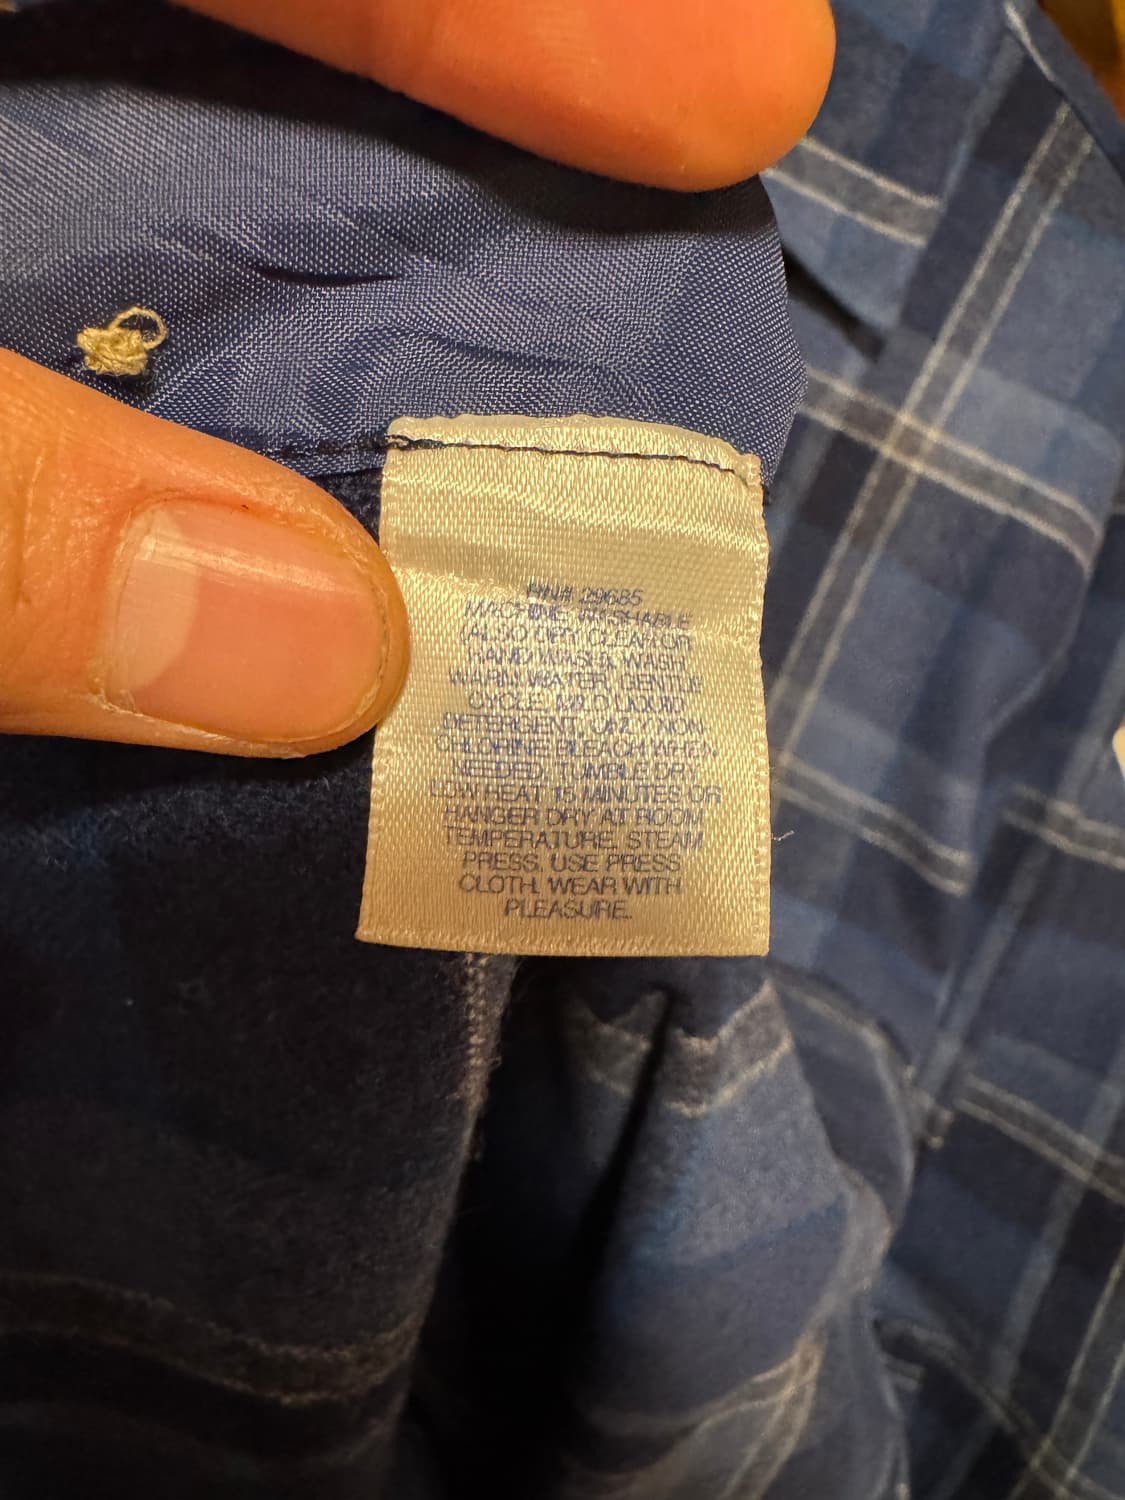 RN# 29685
MACHINE WASHABLE
(ALSO DRY CLEAN OR
HAND WASH). WASH
WARM WATER, GENTLE
CYCLE, MILD LIQUID
DETERGENT, ONLY NON
CHLORINE BLEACH WHEN
NEEDED. TUMBLE DRY
LOW HEAT 15 MINUTES OR
HANGER DRY AT ROOM
TEMPERATURE. STEAM
PRESS. USE PRESS
CLOTH. WEAR WITH
PLEASURE.